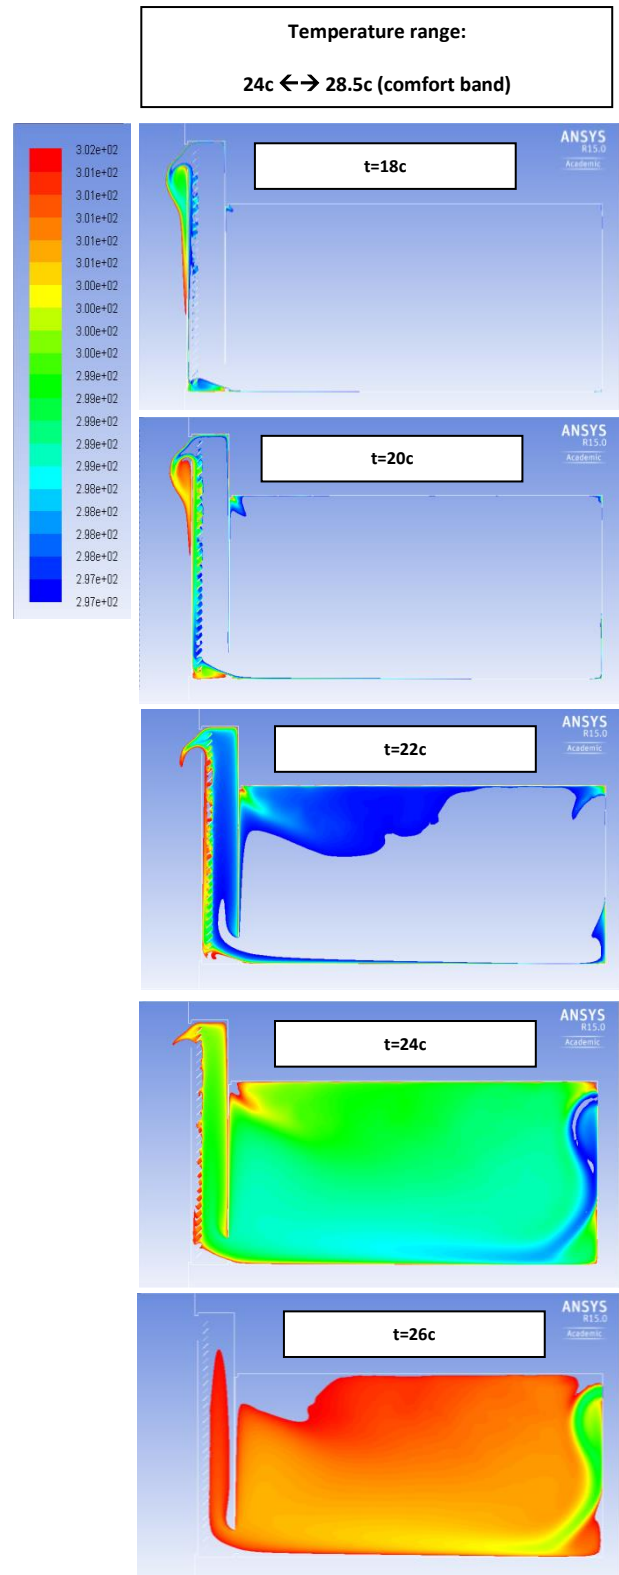 Temperature range:
24c ←→ 28.5c (comfort band)
3.02e+02
3.01e+02
3.01e+02
3.01e+02
3.01e+02
3.01e+02
3.00e+02
3.00e+02
3.00e+02
3.00e+02
2.99e+02
2.99e+02
2.99e+02
2.99e+02
2.99e+02
2.98e+02
2.98e+02
2.98e+02
2.98e+02
2.97e+02
2.97e+02
ANSYS
R15.0
Academic
t=18c
ANSYS
R15.0
Academic
t=20c
ANSYS
R15.0
Academic
t=22c
ANSYS
R15.0
Academic
t=24c
ANSYS
R15.0
Academic
t=26c